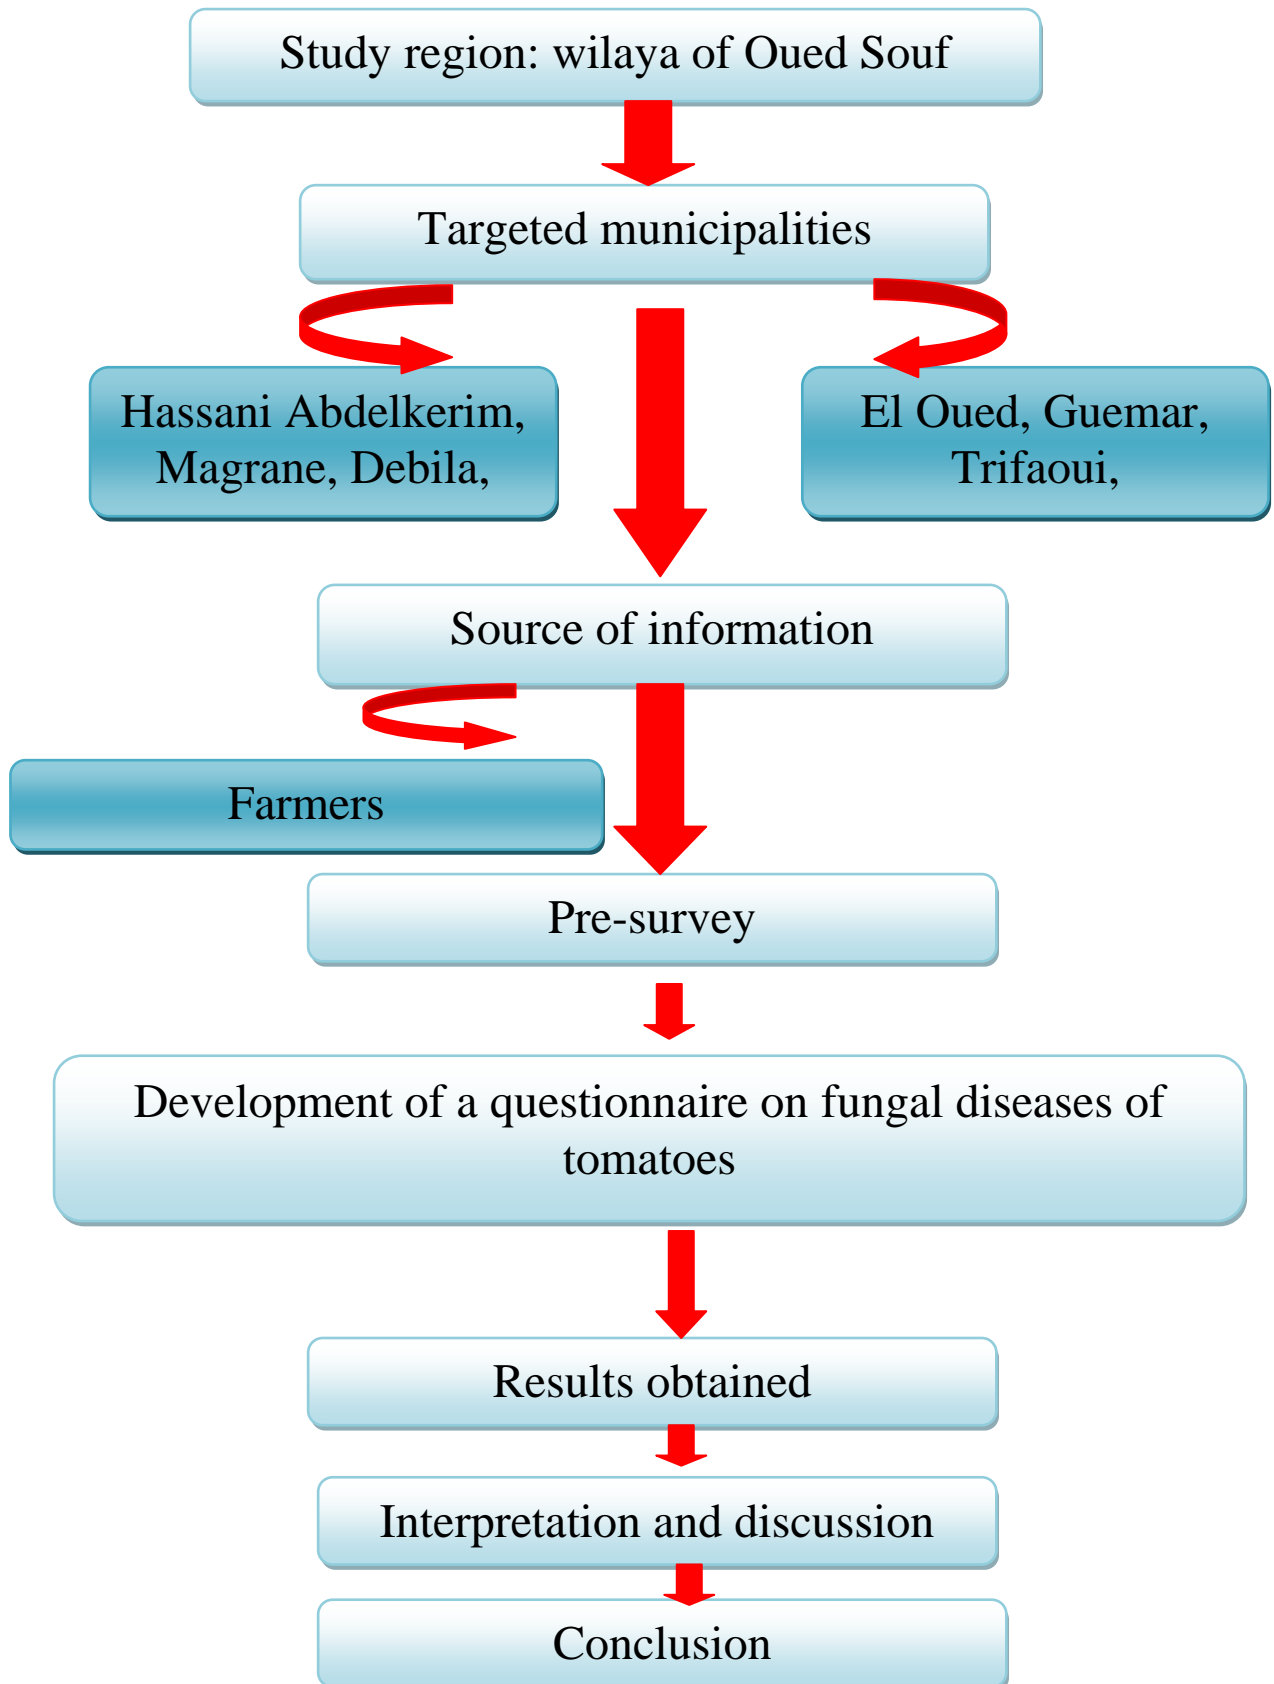 Study region: wilaya of Oued Souf
Targeted municipalities
Hassani Abdelkerim,
Magrane, Debila,
El Oued, Guemar,
Trifaoui,
Source of information
Farmers
Pre-survey
Development of a questionnaire on fungal diseases of
tomatoes
Results obtained
Interpretation and discussion
Conclusion